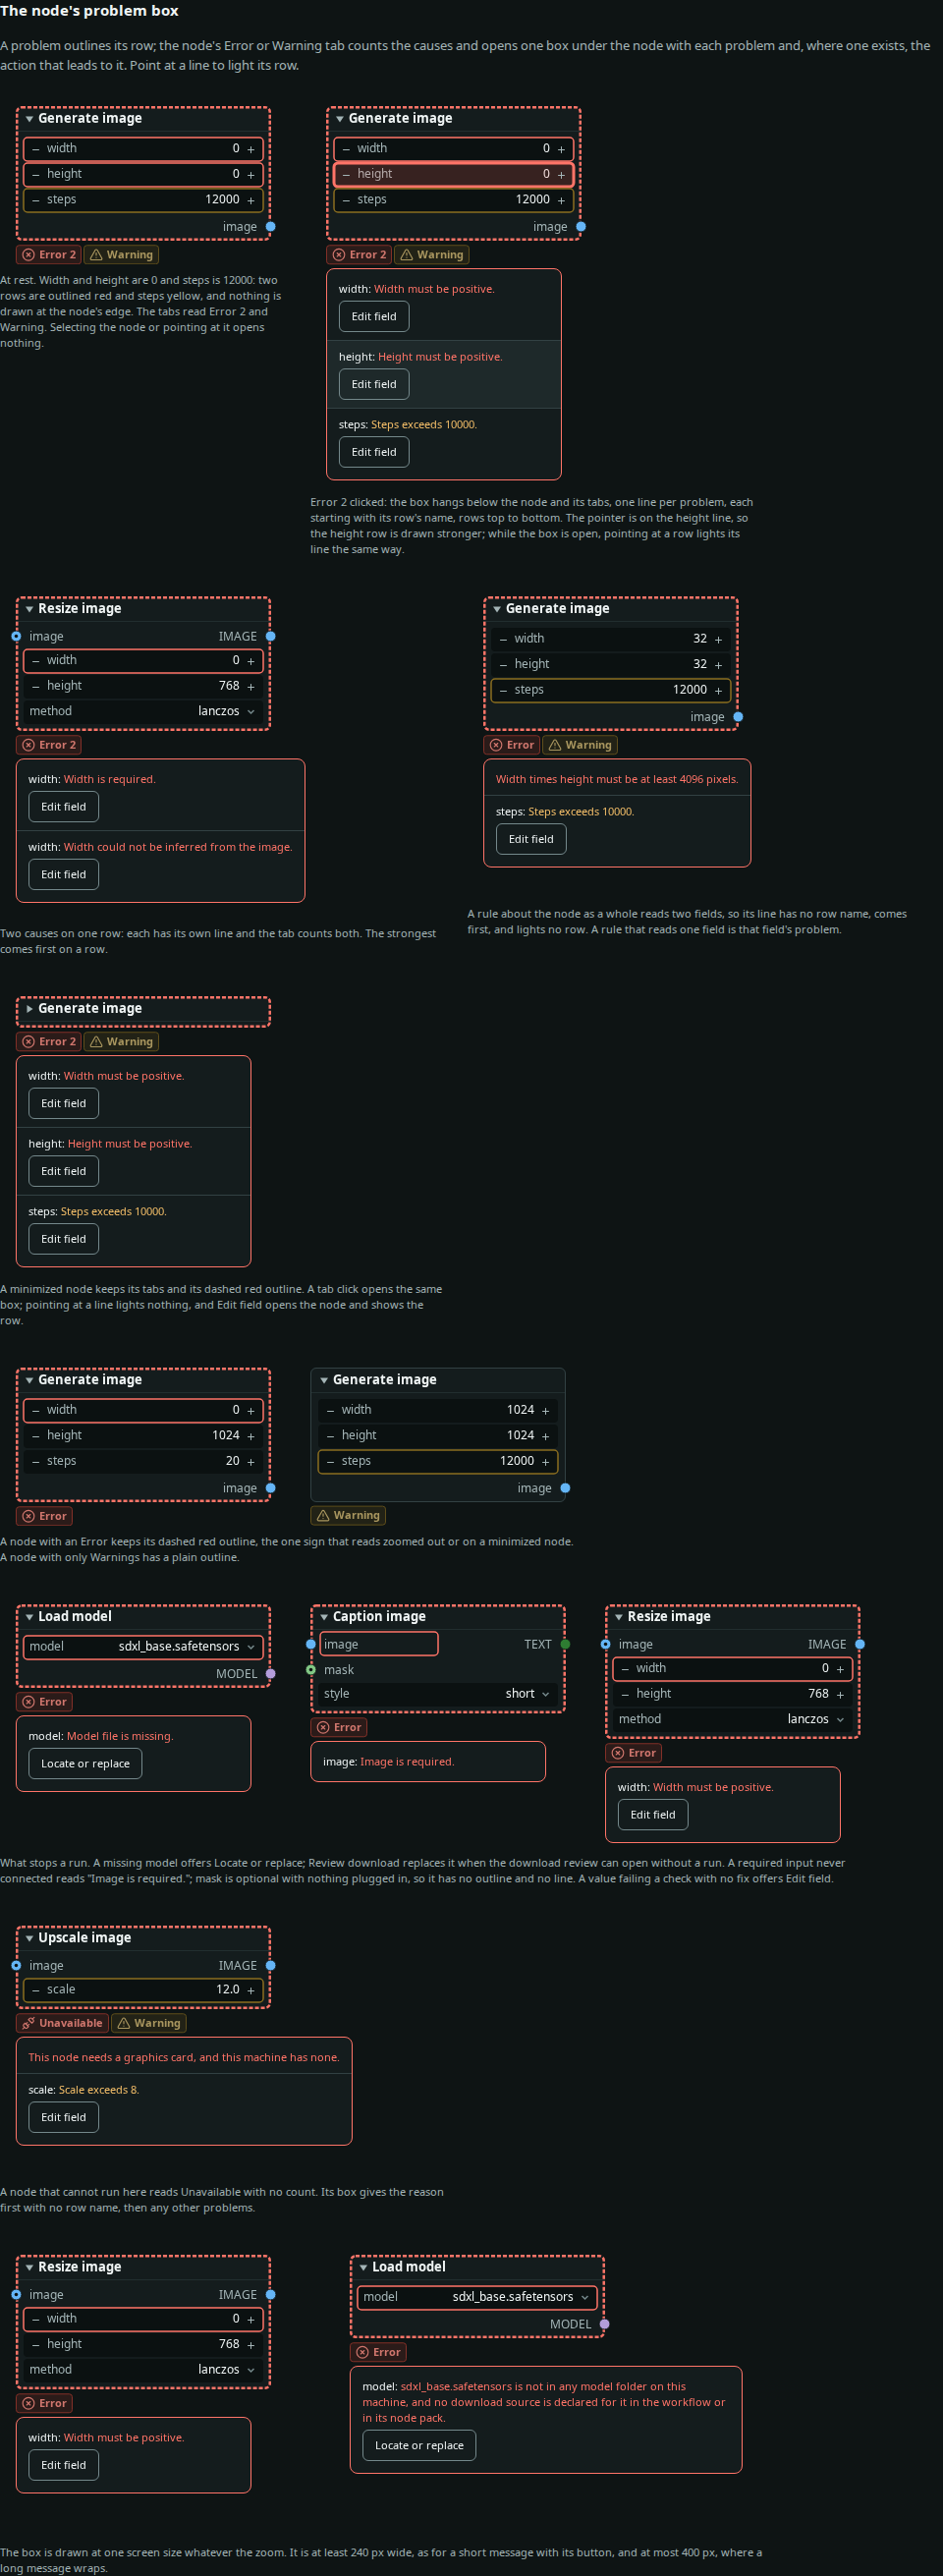 The node's problem box
A problem outlines its row; the node's Error or Warning tab counts the causes and opens one box under the node with each problem and, where one exists, the
action that leads to it. Point at a line to light its row.
Generate image
– width 0 +
– height 0 +
– steps 12000 +
image
Error 2 Warning
At rest. Width and height are 0 and steps is 12000: two
rows are outlined red and steps yellow, and nothing is
drawn at the node's edge. The tabs read Error 2 and
Warning. Selecting the node or pointing at it opens
nothing.
Generate image
– width 0 +
– height 0 +
– steps 12000 +
image
Error 2 Warning
width: Width must be positive.
Edit field
height: Height must be positive.
Edit field
steps: Steps exceeds 10000.
Edit field
Error 2 clicked: the box hangs below the node and its tabs, one line per problem, each
starting with its row's name, rows top to bottom. The pointer is on the height line, so
the height row is drawn stronger; while the box is open, pointing at a row lights its
line the same way.
Resize image
image IMAGE
– width 0 +
– height 768 +
method lanczos
Error 2
width: Width is required.
Edit field
width: Width could not be inferred from the image.
Edit field
Two causes on one row: each has its own line and the tab counts both. The strongest
comes first on a row.
Generate image
– width 32 +
– height 32 +
– steps 12000 +
image
Error Warning
Width times height must be at least 4096 pixels.
steps: Steps exceeds 10000.
Edit field
A rule about the node as a whole reads two fields, so its line has no row name, comes
first, and lights no row. A rule that reads one field is that field's problem.
Generate image
Error 2 Warning
width: Width must be positive.
Edit field
height: Height must be positive.
Edit field
steps: Steps exceeds 10000.
Edit field
A minimized node keeps its tabs and its dashed red outline. A tab click opens the same
box; pointing at a line lights nothing, and Edit field opens the node and shows the
row.
Generate image
– width 0 +
– height 1024 +
– steps 20 +
image
Error
Generate image
– width 1024 +
– height 1024 +
– steps 12000 +
image
Warning
A node with an Error keeps its dashed red outline, the one sign that reads zoomed out or on a minimized node.
A node with only Warnings has a plain outline.
Load model
model sdxl_base.safetensors
MODEL
Error
model: Model file is missing.
Locate or replace
Caption image
image TEXT
mask
style short
Error
image: Image is required.
Resize image
image IMAGE
– width 0 +
– height 768 +
method lanczos
Error
width: Width must be positive.
Edit field
What stops a run. A missing model offers Locate or replace; Review download replaces it when the download review can open without a run. A required input never
connected reads "Image is required."; mask is optional with nothing plugged in, so it has no outline and no line. A value failing a check with no fix offers Edit field.
Upscale image
image IMAGE
– scale 12.0 +
Unavailable Warning
This node needs a graphics card, and this machine has none.
scale: Scale exceeds 8.
Edit field
A node that cannot run here reads Unavailable with no count. Its box gives the reason
first with no row name, then any other problems.
Resize image
image IMAGE
– width 0 +
– height 768 +
method lanczos
Error
width: Width must be positive.
Edit field
Load model
model sdxl_base.safetensors
MODEL
Error
model: sdxl_base.safetensors is not in any model folder on this
machine, and no download source is declared for it in the workflow or
in its node pack.
Locate or replace
The box is drawn at one screen size whatever the zoom. It is at least 240 px wide, as for a short message with its button, and at most 400 px, where a
long message wraps.